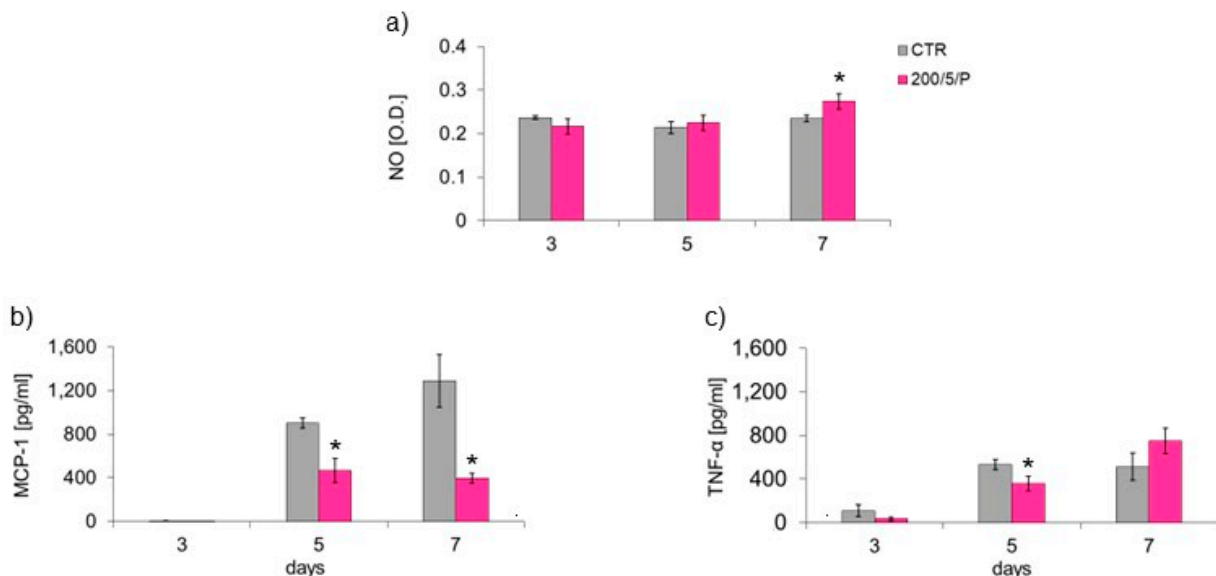 a)
0.4
0.3
0.2
0.1
0
NO [O.D.]
*
3 5 7
CTR
200/5/P
b)
1,600
1,200
800
400
0
MCP-1 [pg/ml]
* *
3 5 7
days
c)
1,600
1,200
800
400
0
TNF-α [pg/ml]
*
3 5 7
days